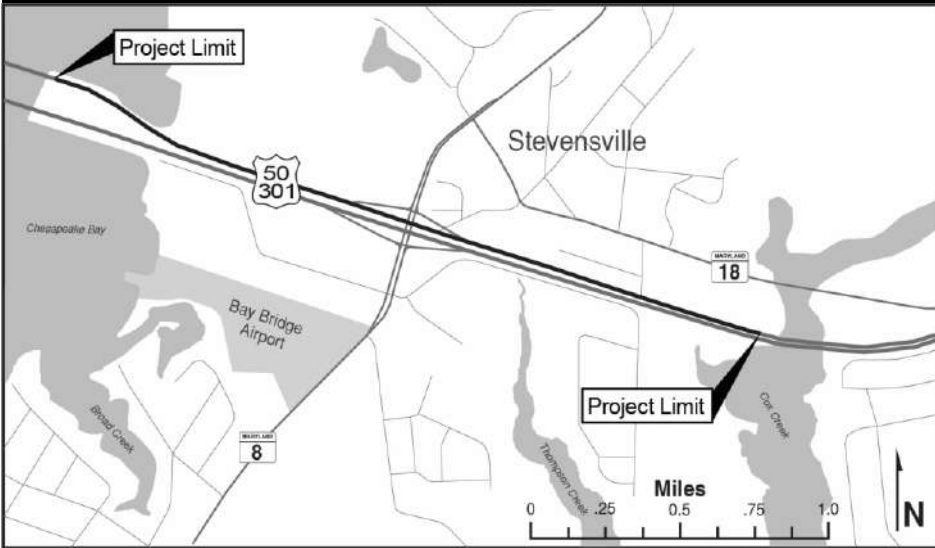 Project Limit
Stevensville
50
301
Chesapeake Bay
MARYLAND
18
Bay Bridge
Airport
Project Limit
Broad Creek
Cox Creek
MARYLAND
8
Thompson Creek
Miles
0 .25 0.5 .75 1.0
N